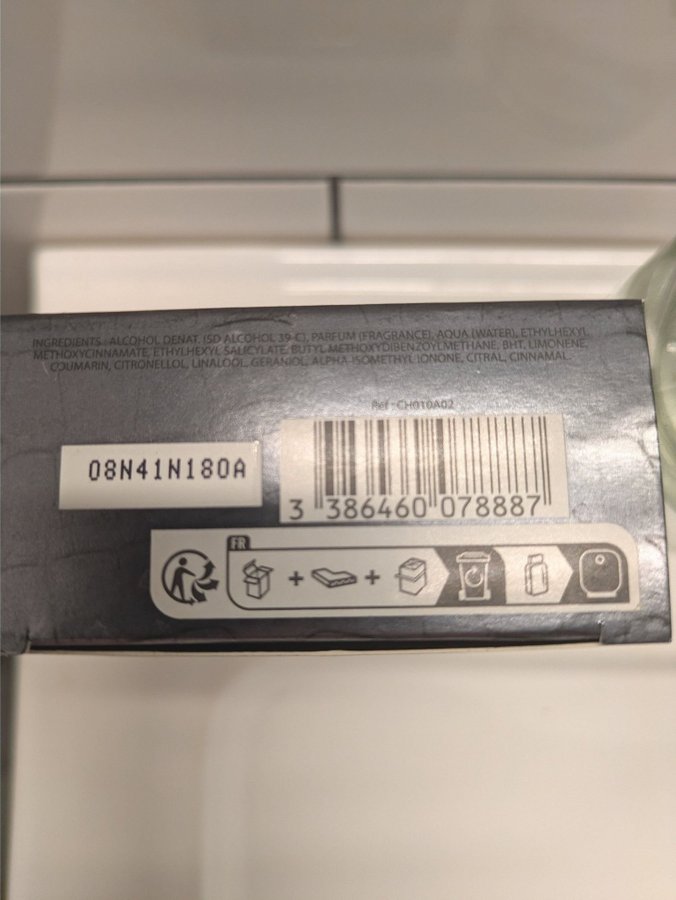 INGREDIENTS : ALCOHOL DENAT. (SD ALCOHOL 39-C), PARFUM (FRAGRANCE), AQUA (WATER), ETHYLHEXYL
METHOXYCINNAMATE, ETHYLHEXYL SALICYLATE, BUTYL METHOXYDIBENZOYLMETHANE, BHT, LIMONENE,
COUMARIN, CITRONELLOL, LINALOOL, GERANIOL, ALPHA ISOMETHYL IONONE, CITRAL, CINNAMAL.
Ref : CH010A02
08N41N180A
3 386460 078887
FR